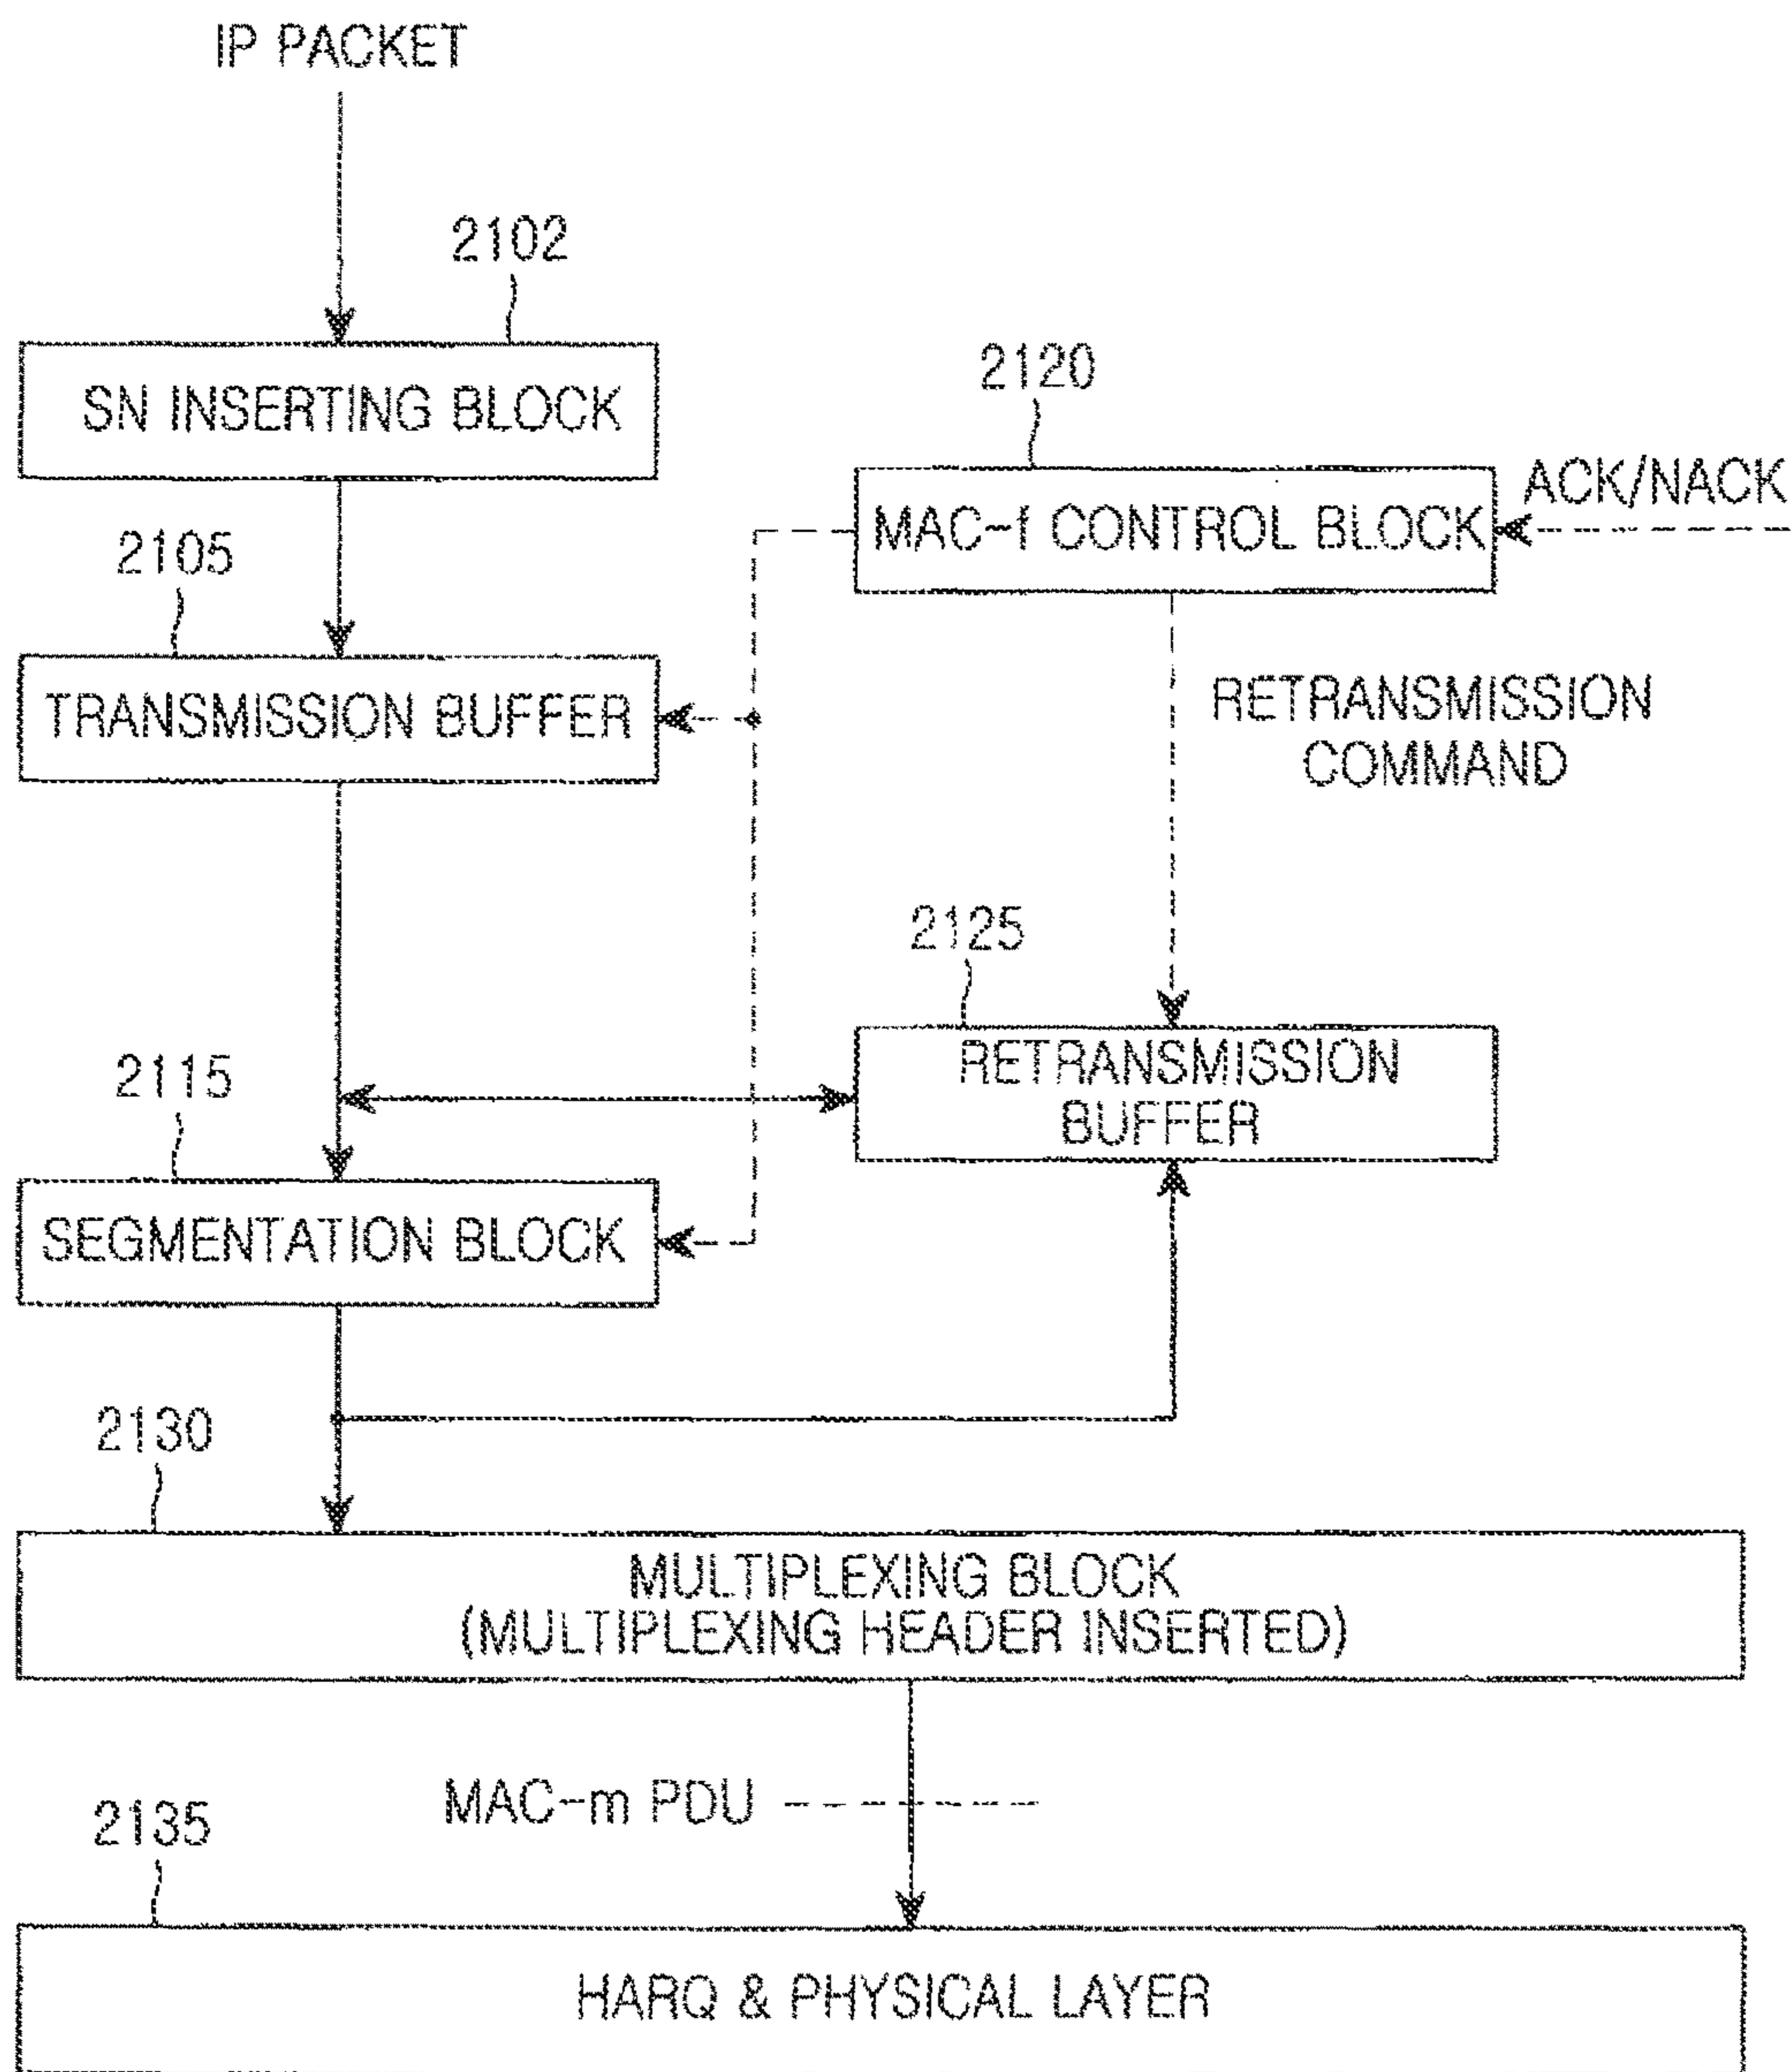 IP PACKET
2102
SN INSERTING BLOCK
2120
MAC-f CONTROL BLOCK
ACK/NACK
2105
TRANSMISSION BUFFER
RETRANSMISSION
COMMAND
2125
RETRANSMISSION
BUFFER
2115
SEGMENTATION BLOCK
2130
MULTIPLEXING BLOCK
(MULTIPLEXING HEADER INSERTED)
MAC-m PDU
2135
HARQ & PHYSICAL LAYER